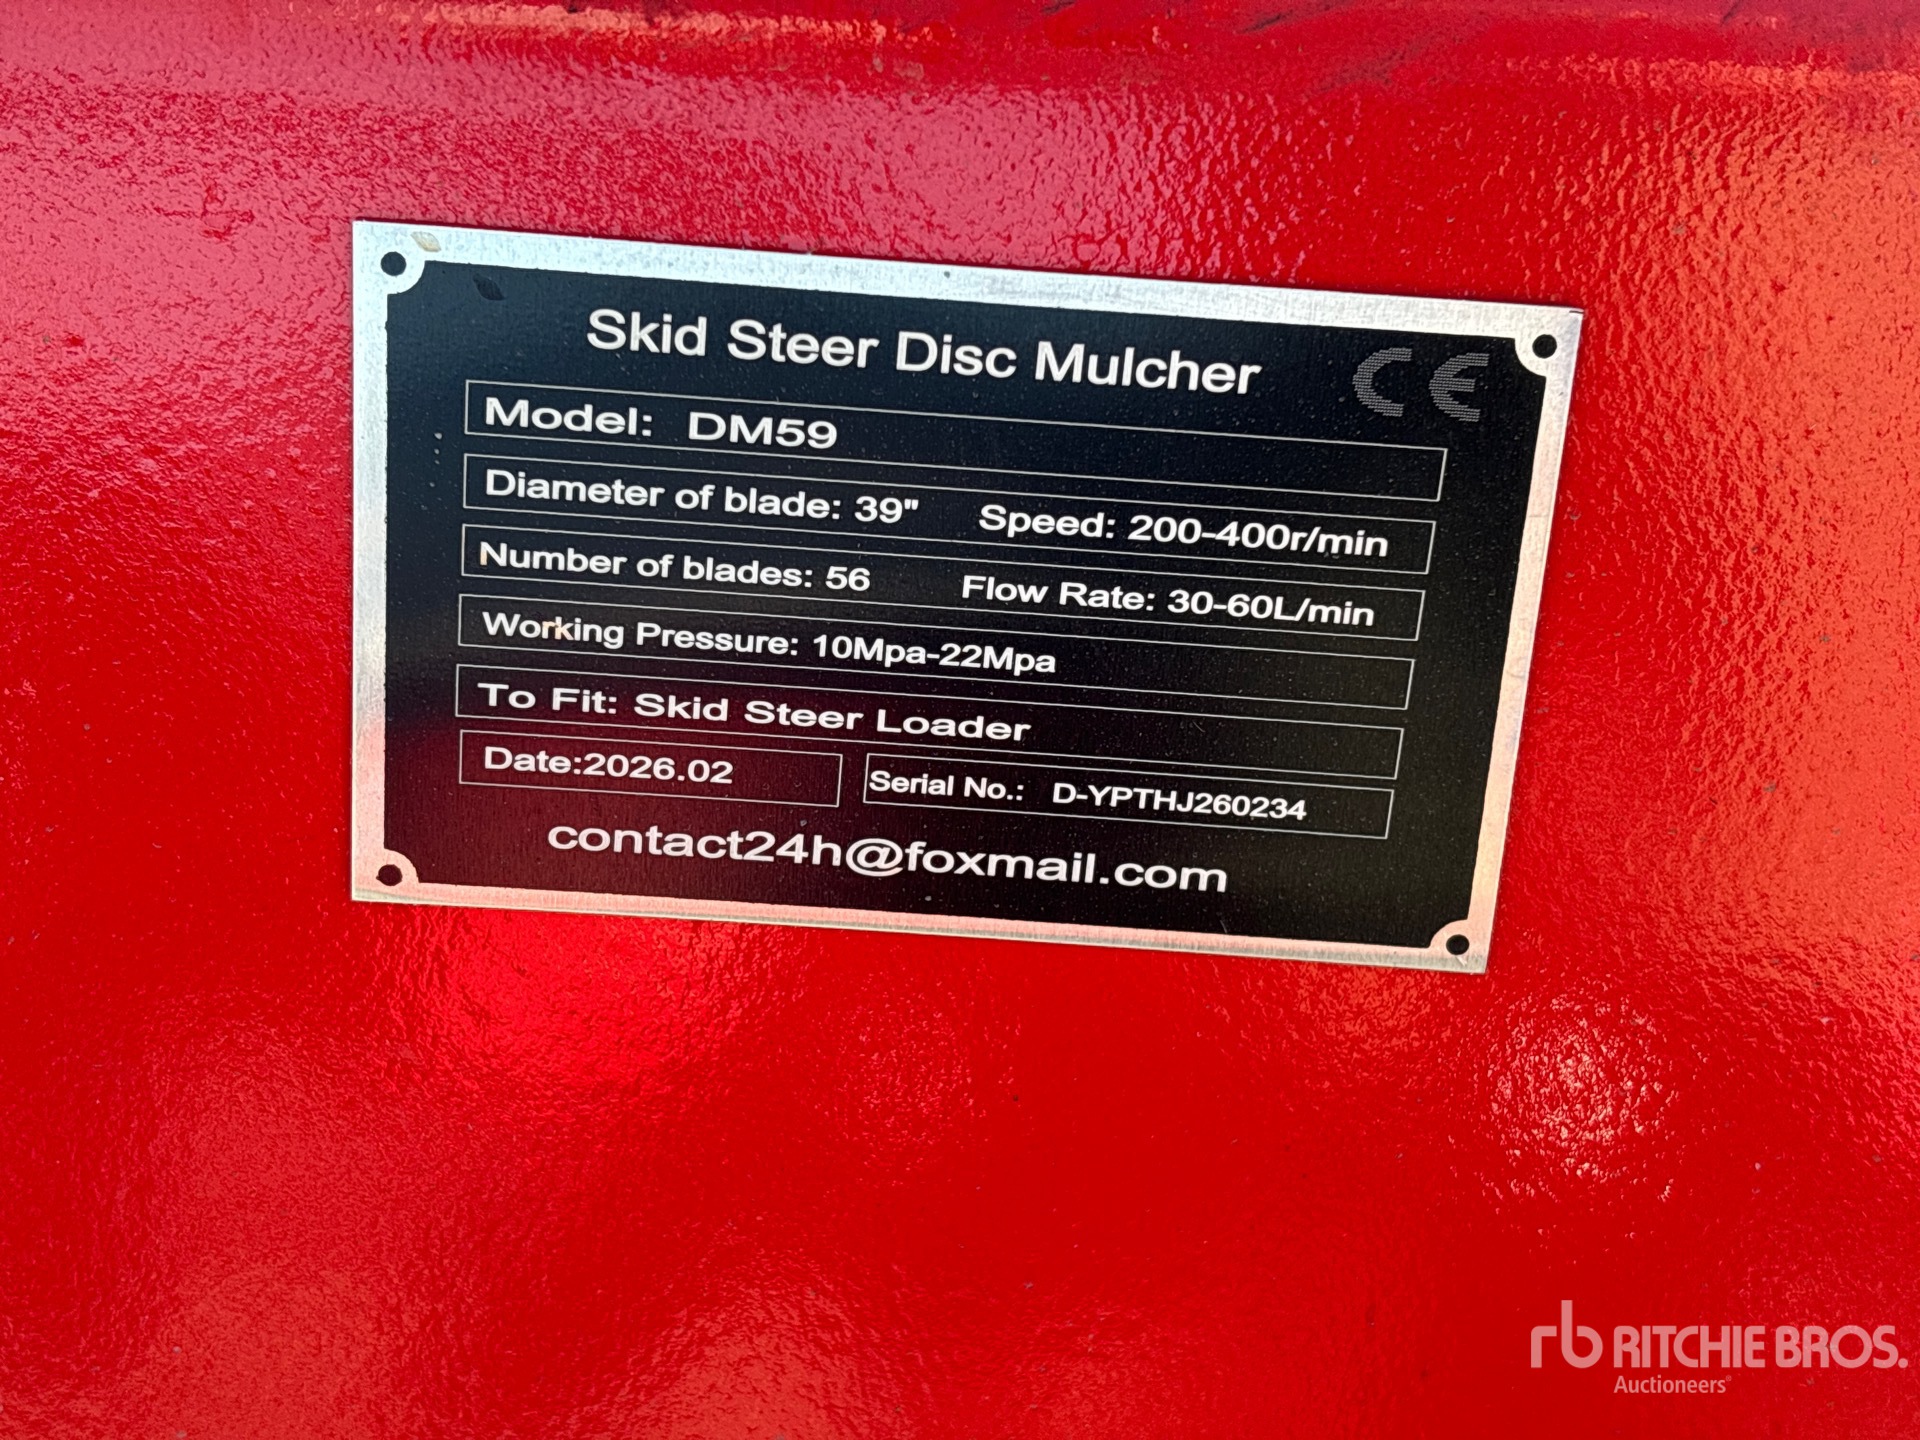 Skid Steer Disc Mulcher CE
Model: DM59
Diameter of blade: 39" Speed: 200-400r/min
Number of blades: 56 Flow Rate: 30-60L/min
Working Pressure: 10Mpa-22Mpa
To Fit: Skid Steer Loader
Date:2026.02 Serial No.: D-YPTHJ260234
contact24h@foxmail.com
rb RITCHIE BROS.
Auctioneers